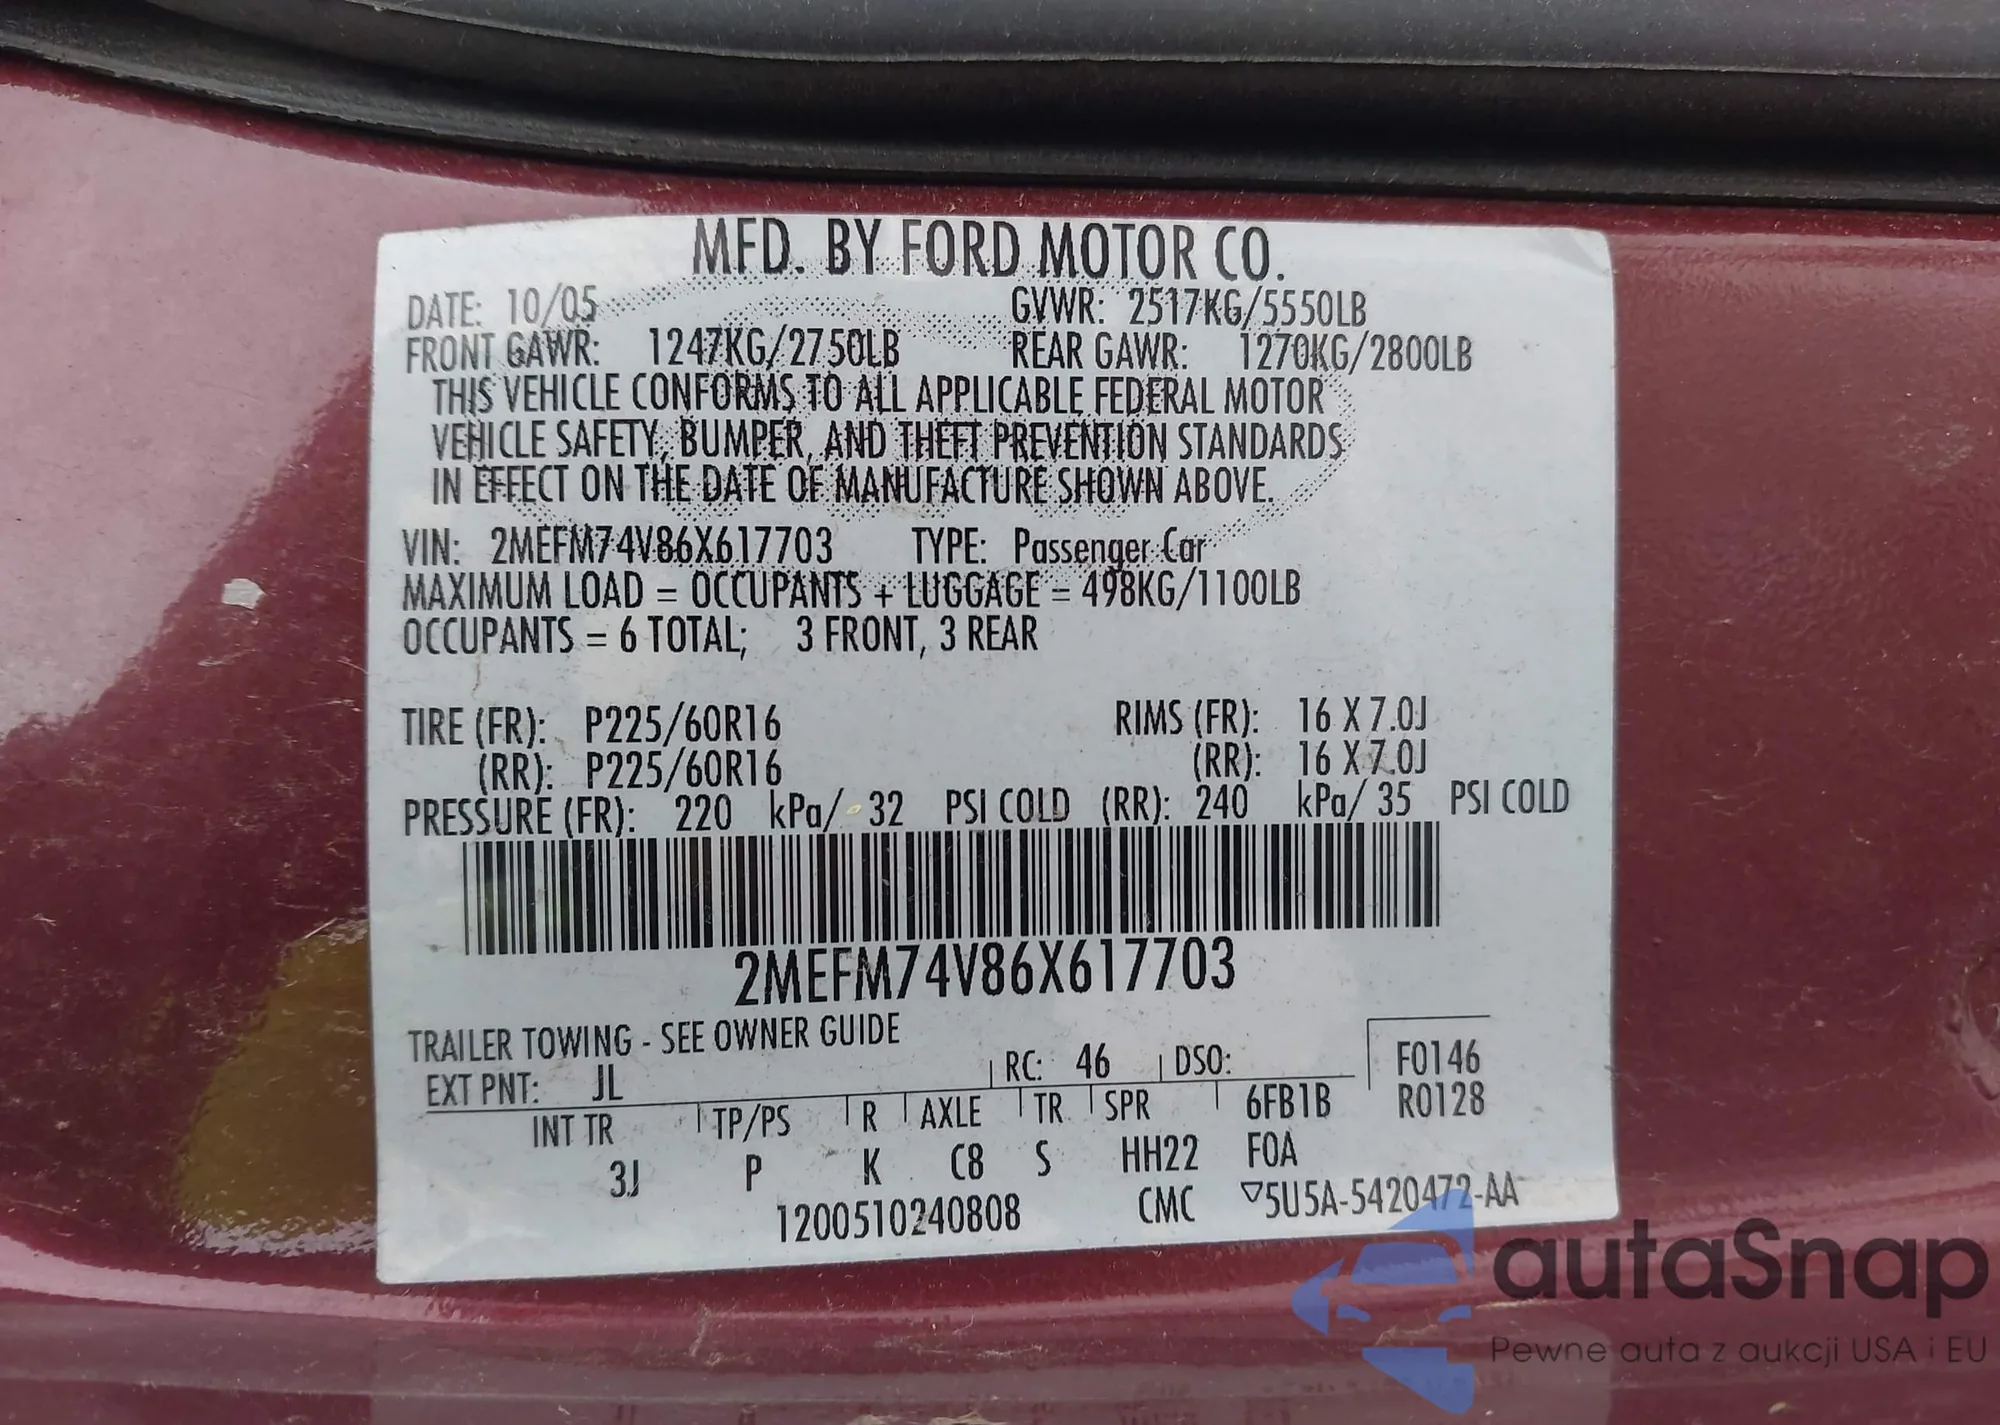 MFD. BY FORD MOTOR CO.
DATE: 10/05 GVWR: 2517KG/5550LB
FRONT GAWR: 1247KG/2750LB REAR GAWR: 1270KG/2800LB
THIS VEHICLE CONFORMS TO ALL APPLICABLE FEDERAL MOTOR
VEHICLE SAFETY, BUMPER, AND THEFT PREVENTION STANDARDS
IN EFFECT ON THE DATE OF MANUFACTURE SHOWN ABOVE.
VIN: 2MEFM74V86X617703 TYPE: Passenger Car
MAXIMUM LOAD = OCCUPANTS + LUGGAGE = 498KG/1100LB
OCCUPANTS = 6 TOTAL; 3 FRONT, 3 REAR
TIRE (FR): P225/60R16 RIMS (FR): 16 X 7.0J
(RR): P225/60R16 (RR): 16 X 7.0J
PRESSURE (FR): 220 kPa/ 32 PSI COLD (RR): 240 kPa/ 35 PSI COLD
2MEFM74V86X617703
TRAILER TOWING - SEE OWNER GUIDE
EXT PNT: JL RC: 46 DSO: F0146
INT TR TP/PS R AXLE TR SPR 6FB1B R0128
3J P K C8 S HH22 FOA
1200510240808 CMC ▽5U5A-5420472-AA
autaSnap
Pewne auta z aukcji USA i EU